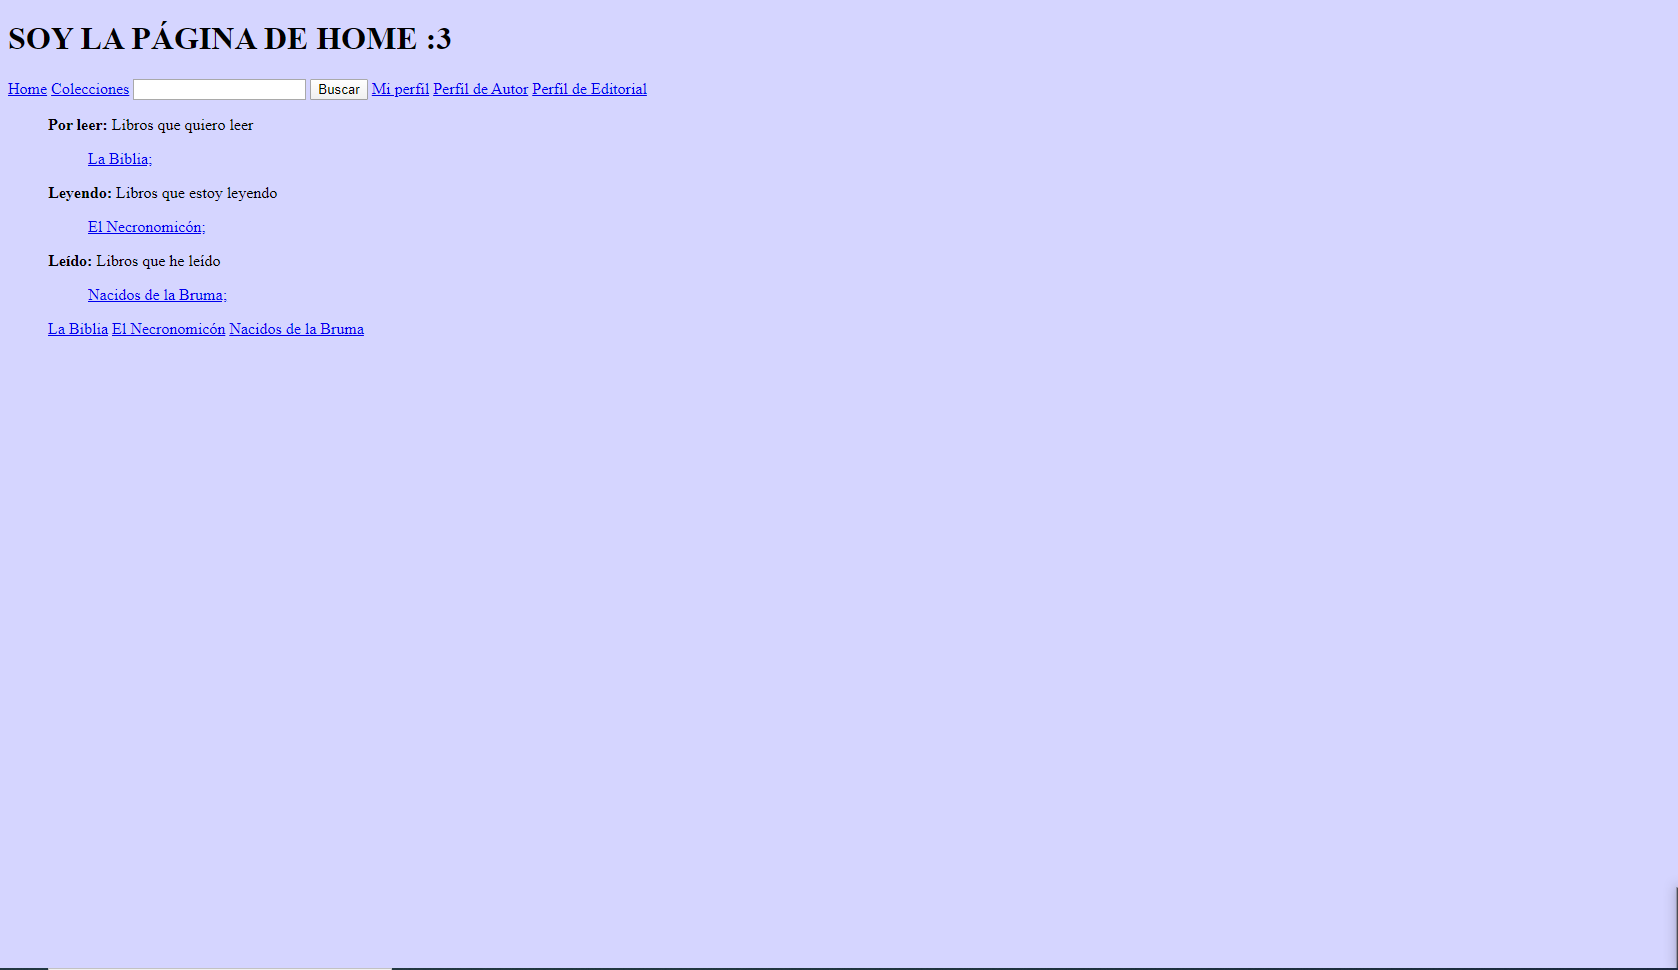 SOY LA PÁGINA DE HOME :3
Home Colecciones Buscar Mi perfil Perfil de Autor Perfil de Editorial
Por leer: Libros que quiero leer
La Biblia;
Leyendo: Libros que estoy leyendo
El Necronomicón;
Leído: Libros que he leído
Nacidos de la Bruma;
La Biblia El Necronomicón Nacidos de la Bruma